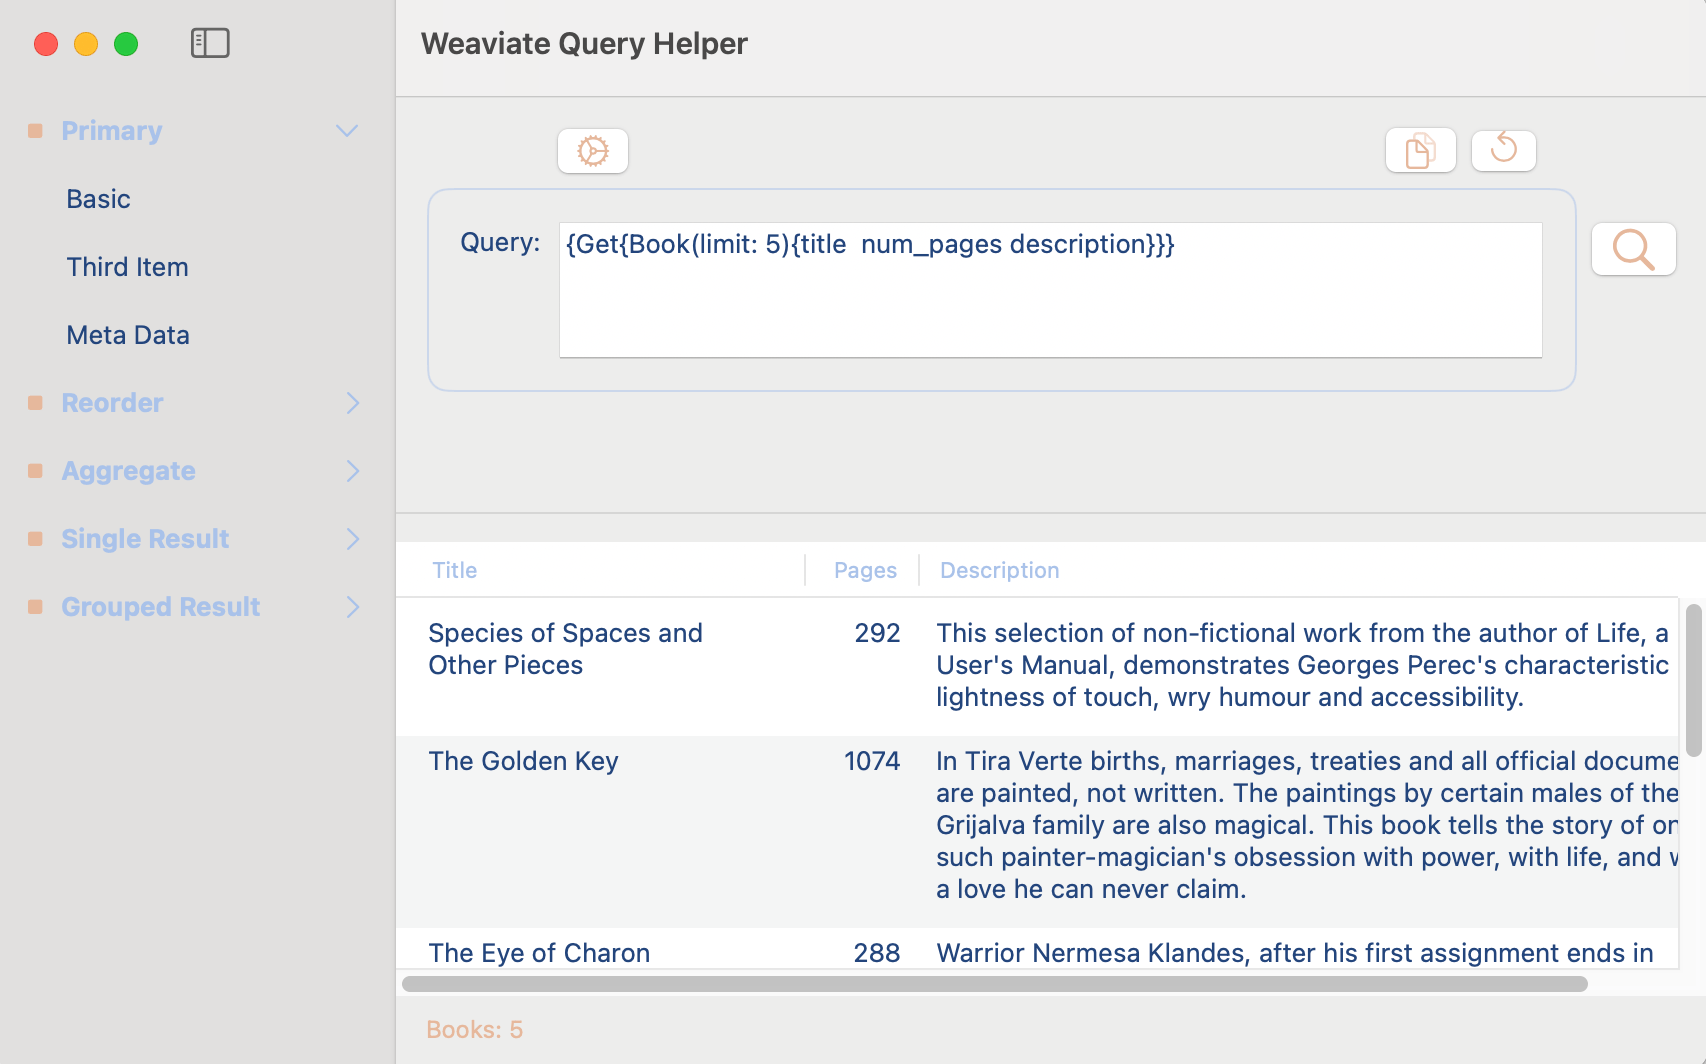 Weaviate Query Helper
Primary
Basic
Third Item
Meta Data
Reorder
Aggregate
Single Result
Grouped Result
Query: {Get{Book(limit: 5){title  num_pages description}}}
Title Pages Description
Species of Spaces and Other Pieces
292
This selection of non-fictional work from the author of Life, a
User's Manual, demonstrates Georges Perec's characteristic
lightness of touch, wry humour and accessibility.
The Golden Key
1074
In Tira Verte births, marriages, treaties and all official docume
are painted, not written. The paintings by certain males of the
Grijalva family are also magical. This book tells the story of
such painter-magician's obsession with power, with life, and
a love he can never claim.
The Eye of Charon
288
Warrior Nermesa Klandes, after his first assignment ends in
Books: 5